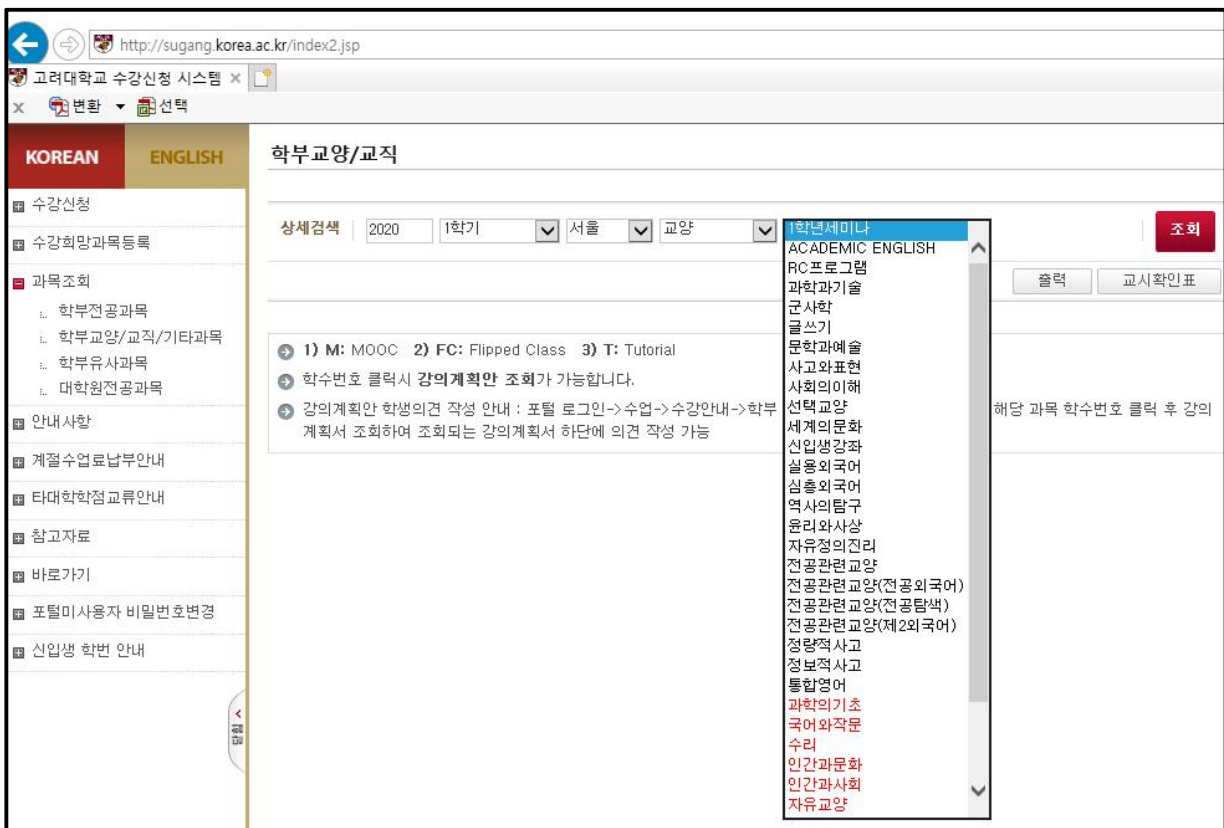 http://sugang.korea.ac.kr/index2.jsp
고려대학교 수강신청 시스템
변환 선택
KOREAN ENGLISH
수강신청
수강희망과목등록
과목조회
학부전공과목
학부교양/교직/기타과목
학부유사과목
대학원전공과목
안내사항
계절수업료납부안내
타대학학점교류안내
참고자료
바로가기
포털미사용자 비밀번호변경
신입생 학번 안내
닫힘
학부교양/교직
상세검색 2020 1학기 서울 교양 조회
출력 교시확인표
1) M: MOOC 2) FC: Flipped Class 3) T: Tutorial
학수번호 클릭시 강의계획안 조회가 가능합니다.
강의계획안 학생의견 작성 안내 : 포털 로그인->수업->수강안내->학부 해당 과목 학수번호 클릭 후 강의
계획서 조회하여 조회되는 강의계획서 하단에 의견 작성 가능
1학년세미나
ACADEMIC ENGLISH
RC프로그램
과학과기술
군사학
글쓰기
문학과예술
사고와표현
사회의이해
선택교양
세계의문화
신입생강좌
실용외국어
심층외국어
역사의탐구
윤리와사상
자유정의진리
전공관련교양
전공관련교양(전공외국어)
전공관련교양(전공탐색)
전공관련교양(제2외국어)
정량적사고
정보적사고
통합영어
과학의기초
국어와작문
수리
인간과문화
인간과사회
자유교양